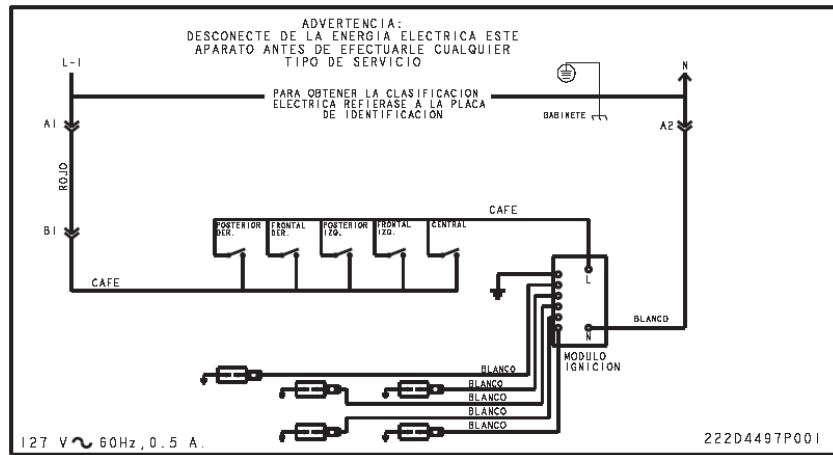 ADVERTENCIA:
DESCONECTE DE LA ENERGIA ELECTRICA ESTE
APARATO ANTES DE EFECTUARLE CUALQUIER
TIPO DE SERVICIO
L-1
N
PARA OBTENER LA CLASIFICACION
ELECTRICA REFIERASE A LA PLACA
DE IDENTIFICACION
GABINETE
A1
A2
ROJO
B1
CAFE
POSTERIOR
DER.
FRONTAL
DER.
POSTERIOR
IZQ.
FRONTAL
IZQ.
CENTRAL
CAFE
L
N
BLANCO
MODULO
IGNICION
BLANCO
BLANCO
BLANCO
BLANCO
BLANCO
127 V~ 60Hz,0.5 A.
222D4497P001